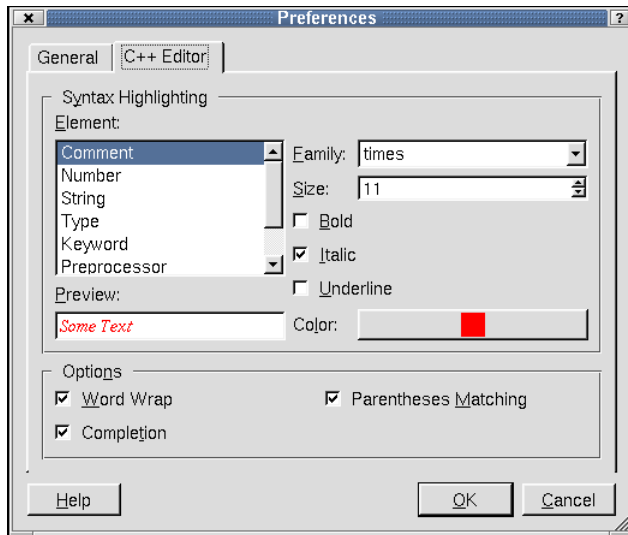 Preferences
General
C++ Editor
Syntax Highlighting
Element:
Comment
Number
String
Type
Keyword
Preprocessor
Family:
times
Size:
11
Bold
Italic
Underline
Preview:
Some Text
Color:
Options
Word Wrap
Parentheses Matching
Completion
Help
OK
Cancel